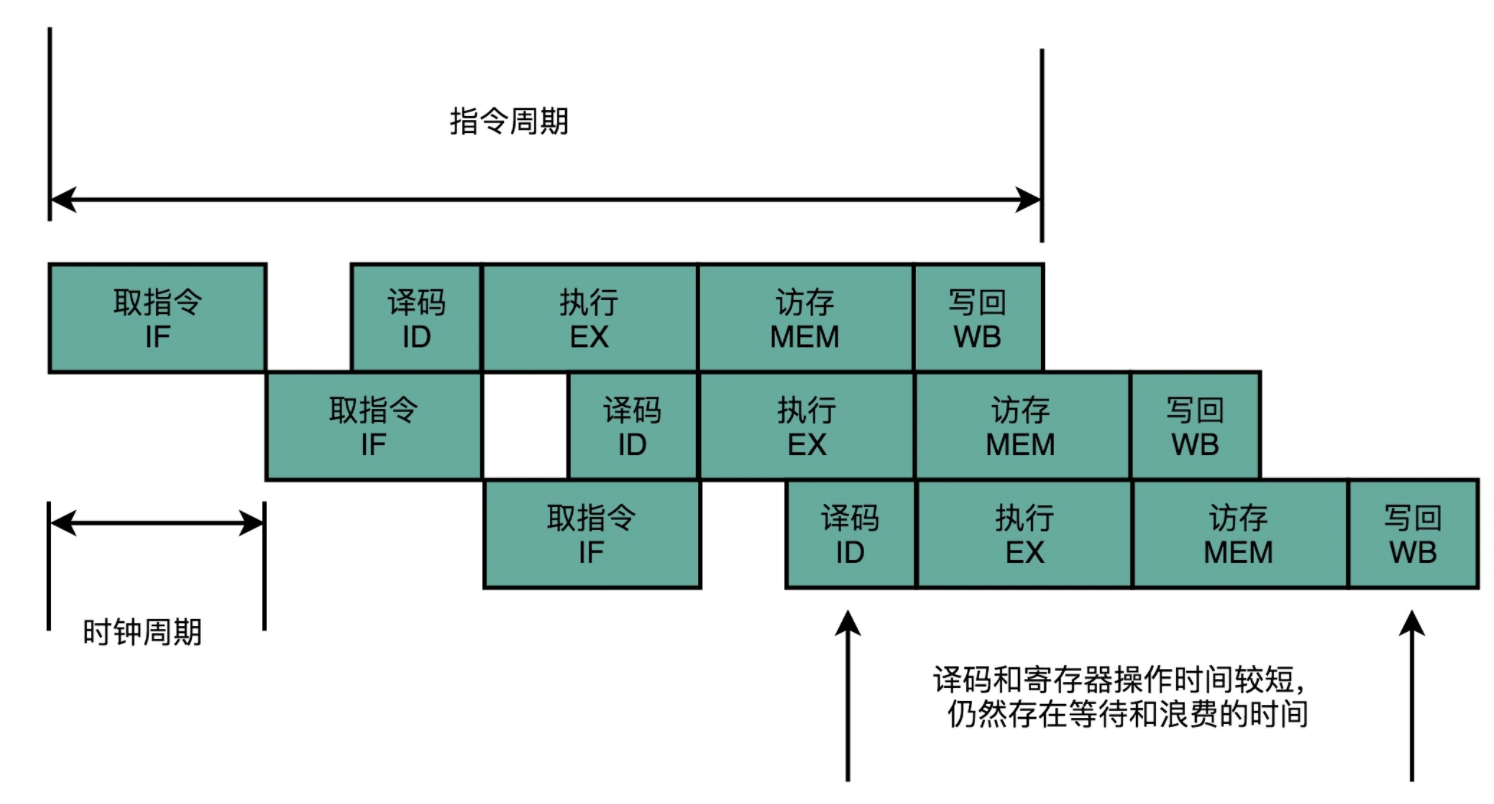 指令周期
取指令
IF
译码
ID
执行
EX
访存
MEM
写回
WB
取指令
IF
译码
ID
执行
EX
访存
MEM
写回
WB
取指令
IF
译码
ID
执行
EX
访存
MEM
写回
WB
时钟周期
译码和寄存器操作时间较短,
仍然存在等待和浪费的时间